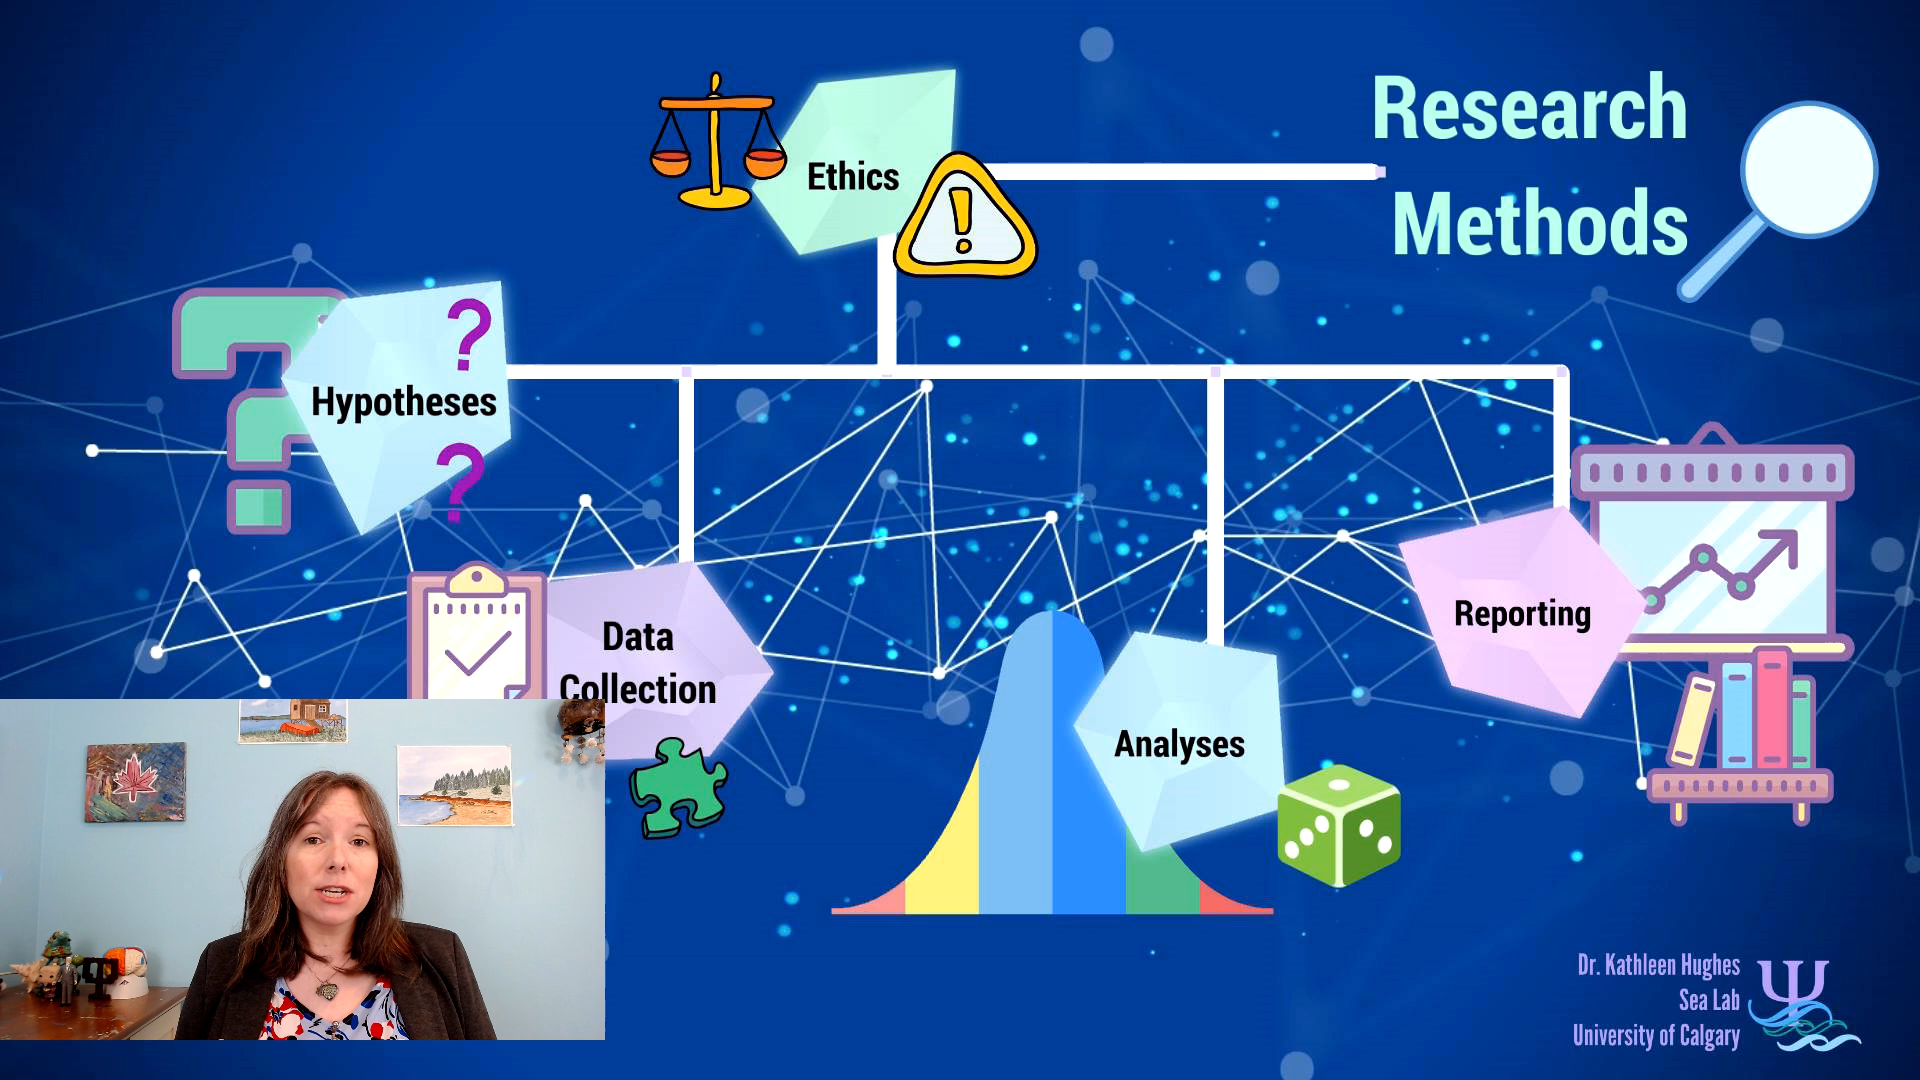 Research
Methods
Ethics
Hypotheses
Data
Collection
Analyses
Reporting
Dr. Kathleen Hughes
Sea Lab
University of Calgary